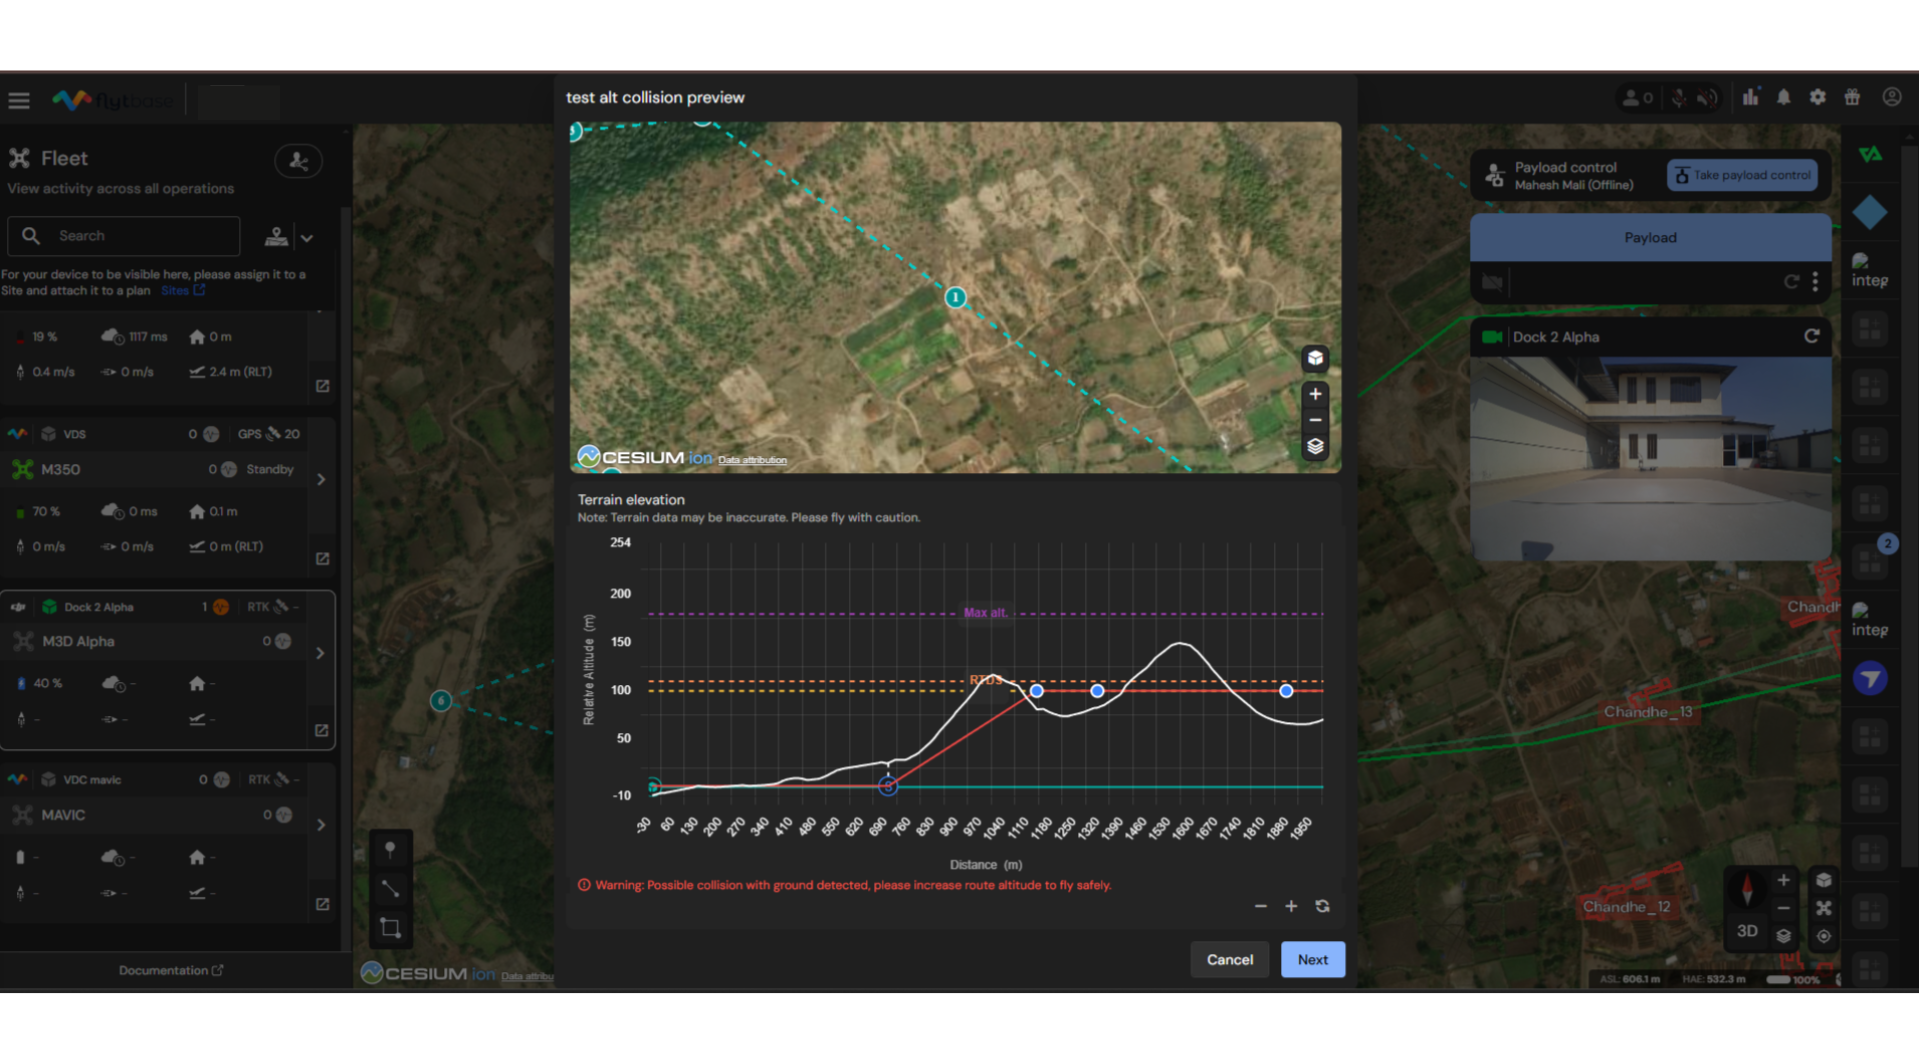 flytbase
0
Fleet
View activity across all operations
Search
For your device to be visible here, please assign it to a
Site and attach it to a plan Sites
19 % 1117 ms 0 m
0.4 m/s 0 m/s 2.4 m (RLT)
VDS 0 GPS 20
M350 0 Standby
70 % 0 ms 0.1 m
0 m/s 0 m/s 0 m (RLT)
Dock 2 Alpha 1 RTK -
M3D Alpha 0
40 % - -
- - -
VDC mavic 0 RTK -
MAVIC 0
- - -
- - -
Documentation
6
CESIUM ion Data attribu
test alt collision preview
3
1
CESIUM ion Data attribution
Terrain elevation
Note: Terrain data may be inaccurate. Please fly with caution.
Relative Altitude (m)
254
200
150
100
50
-10
Max alt.
RTDS
S
-30 60 130 200 270 340 410 480 550 620 690 760 830 900 970 1040 1110 1180 1250 1320 1390 1460 1530 1600 1670 1740 1810 1880 1950
Distance (m)
Warning: Possible collision with ground detected, please increase route altitude to fly safely.
Cancel
Next
Payload control
Mahesh Mali (Offline)
Take payload control
Payload
Dock 2 Alpha
integ
2
integ
Chandh
Chandhe_13
Chandhe_12
3D
ASL: 606.1 m HAE: 532.3 m 100%